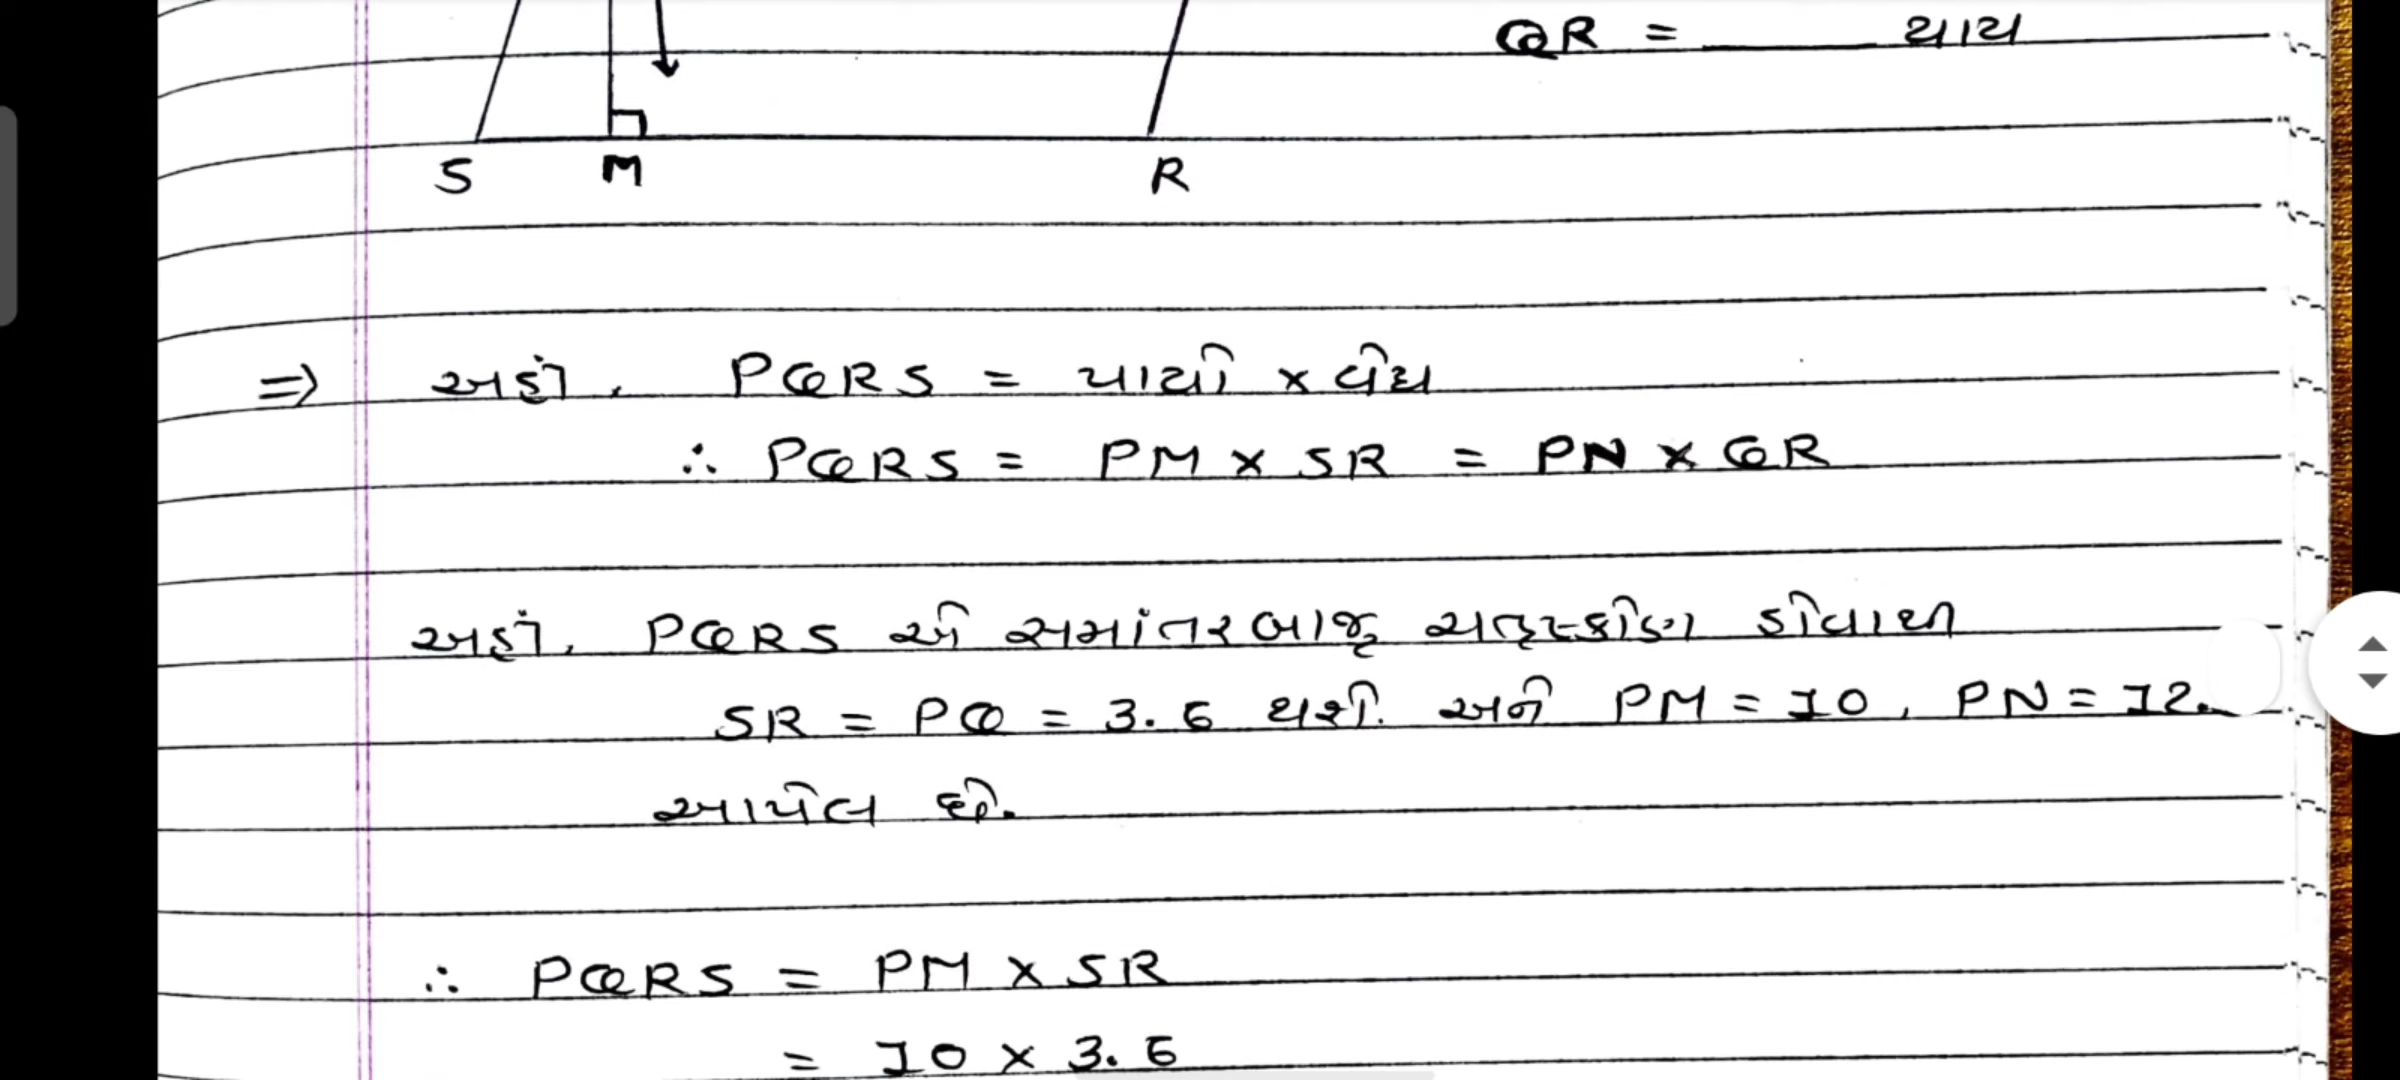 QR = ____ થાય
S M R
⇒ અહીં, PQRS = પાયો × વેધ
∴ PQRS = PM × SR = PN × QR
અહીં, PQRS એ સમાંતરબાજુ ચતુષ્કોણ હોવાથી
SR = PQ = 3.6 થશે. અને PM = 10, PN = 12.
આપેલ છે.
∴ PQRS = PM × SR
= 10 × 3.6